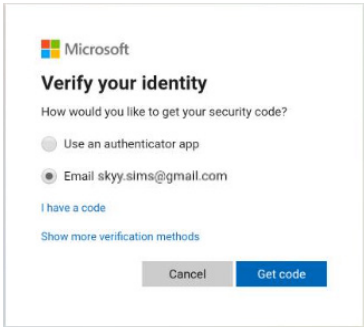 Microsoft
Verify your identity
How would you like to get your security code?
Use an authenticator app
Email skyy.sims@gmail.com
I have a code
Show more verification methods
Cancel
Get code